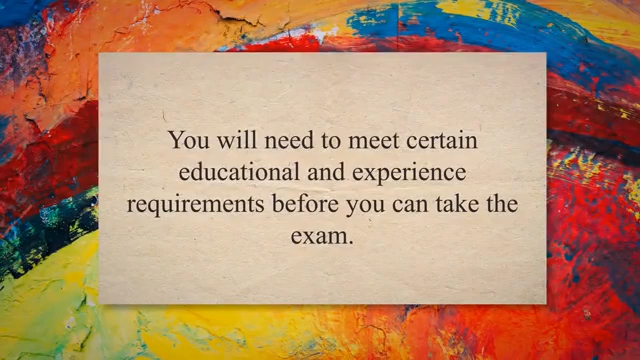 You will need to meet certain
educational and experience
requirements before you can take the
exam.